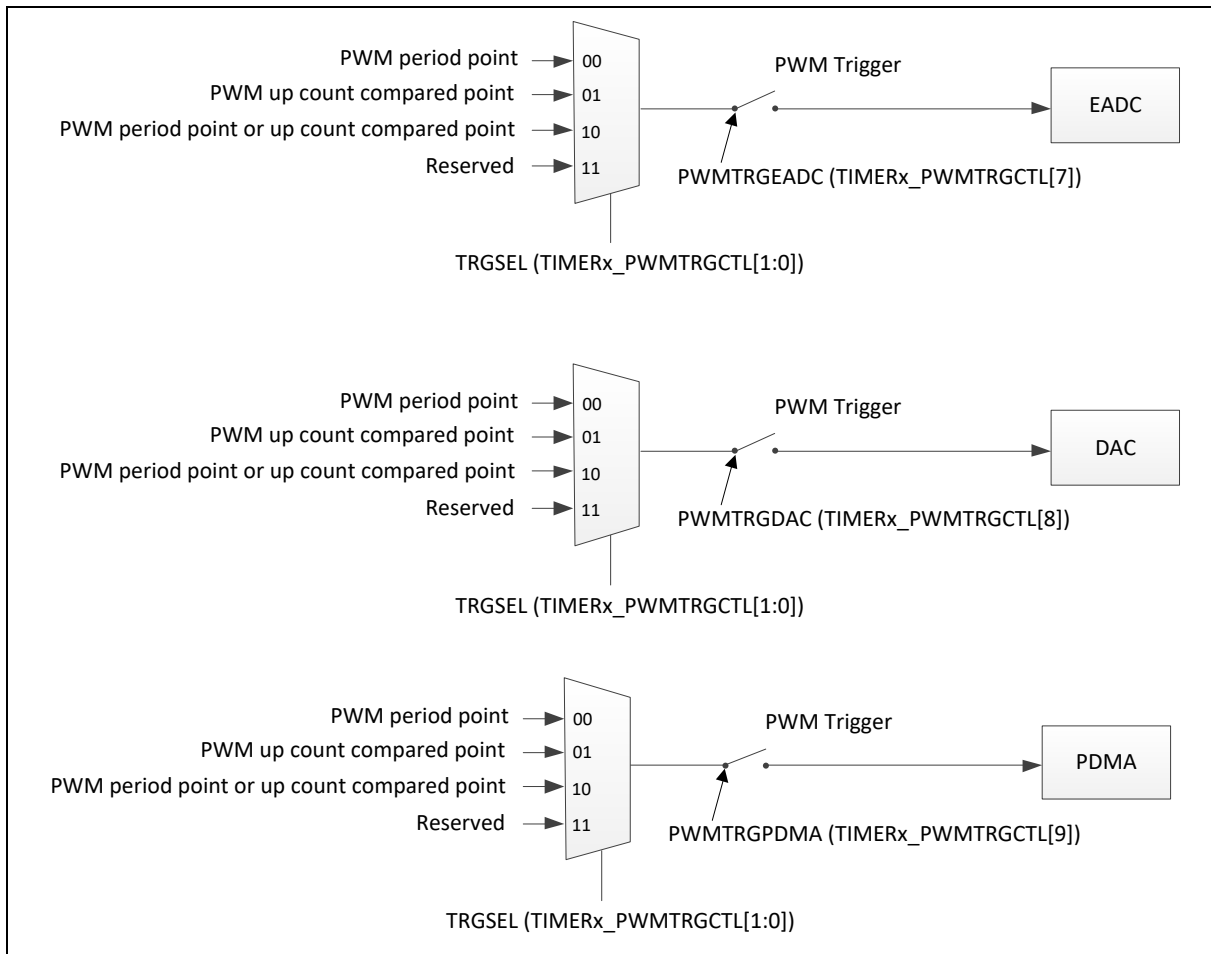 PWM period point
00
PWM Trigger
PWM up count compared point
01
EADC
PWM period point or up count compared point
10
Reserved
11
PWMTRGEADC (TIMERx_PWMTRGCTL[7])
TRGSEL (TIMERx_PWMTRGCTL[1:0])
PWM period point
00
PWM Trigger
PWM up count compared point
01
DAC
PWM period point or up count compared point
10
Reserved
11
PWMTRGDAC (TIMERx_PWMTRGCTL[8])
TRGSEL (TIMERx_PWMTRGCTL[1:0])
PWM period point
00
PWM Trigger
PWM up count compared point
01
PDMA
PWM period point or up count compared point
10
Reserved
11
PWMTRGPDMA (TIMERx_PWMTRGCTL[9])
TRGSEL (TIMERx_PWMTRGCTL[1:0])